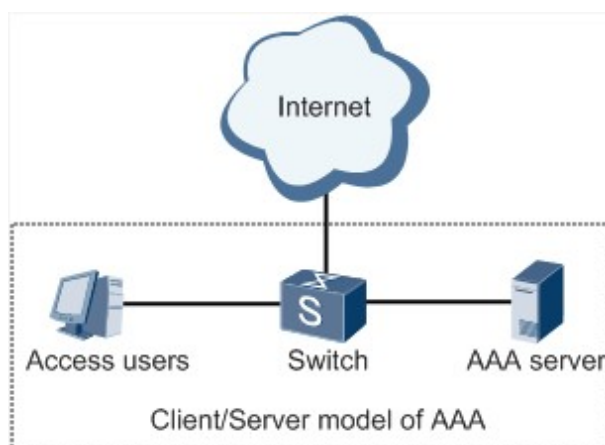 Internet
S
Access users
Switch
AAA server
Client/Server model of AAA